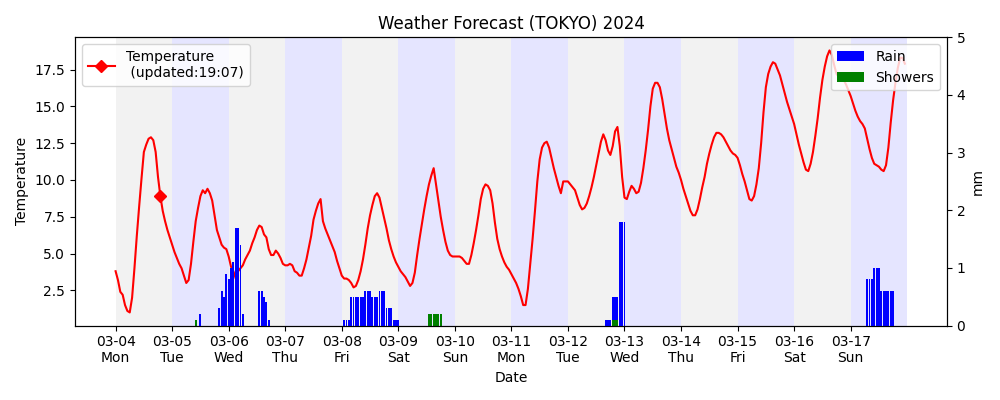 Weather Forecast (TOKYO) 2024
Temperature
(updated:19:07)
Rain
Showers
17.5
15.0
12.5
10.0
7.5
5.0
2.5
Temperature
5
4
3
2
1
0
mm
03-04 03-05 03-06 03-07 03-08 03-09 03-10 03-11 03-12 03-13 03-14 03-15 03-16 03-17
Mon Tue Wed Thu Fri Sat Sun Mon Tue Wed Thu Fri Sat Sun
Date